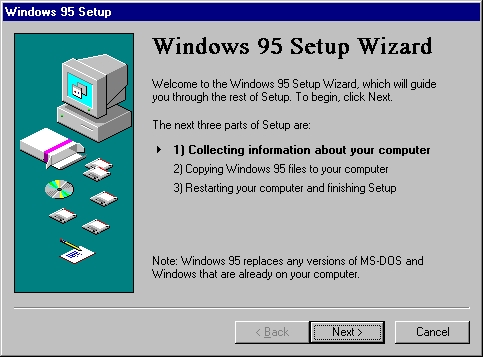 Windows 95 Setup
Windows 95 Setup Wizard
Welcome to the Windows 95 Setup Wizard, which will guide
you through the rest of Setup. To begin, click Next.
The next three parts of Setup are:
1) Collecting information about your computer
2) Copying Windows 95 files to your computer
3) Restarting your computer and finishing Setup
Note: Windows 95 replaces any versions of MS-DOS and
Windows that are already on your computer.
< Back
Next >
Cancel